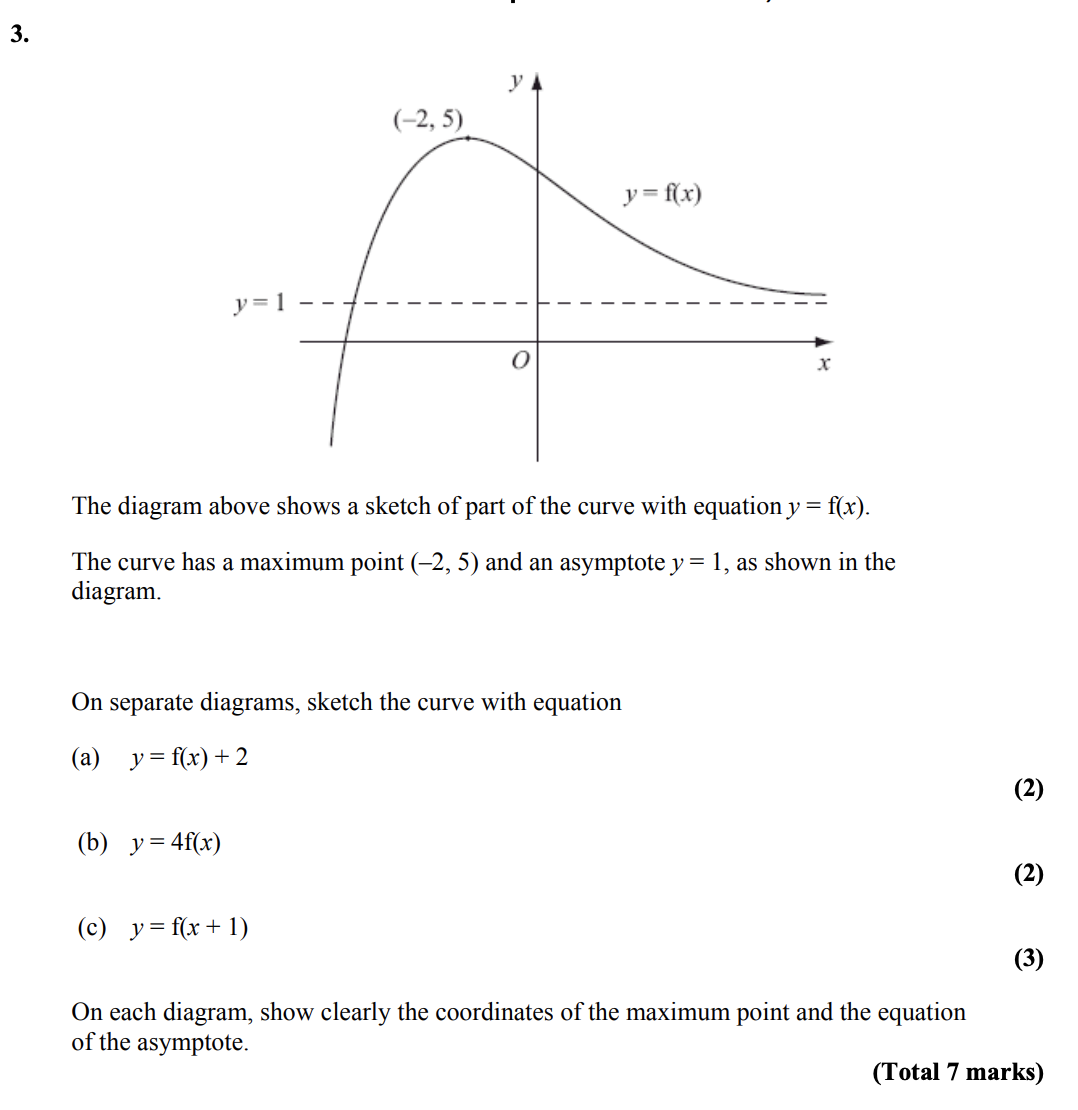 3.
y
(–2, 5)
y = f(x)
y = 1
O
x
The diagram above shows a sketch of part of the curve with equation y = f(x).
The curve has a maximum point (–2, 5) and an asymptote y = 1, as shown in the
diagram.
On separate diagrams, sketch the curve with equation
(a) y = f(x) + 2
(2)
(b) y = 4f(x)
(2)
(c) y = f(x + 1)
(3)
On each diagram, show clearly the coordinates of the maximum point and the equation
of the asymptote.
(Total 7 marks)